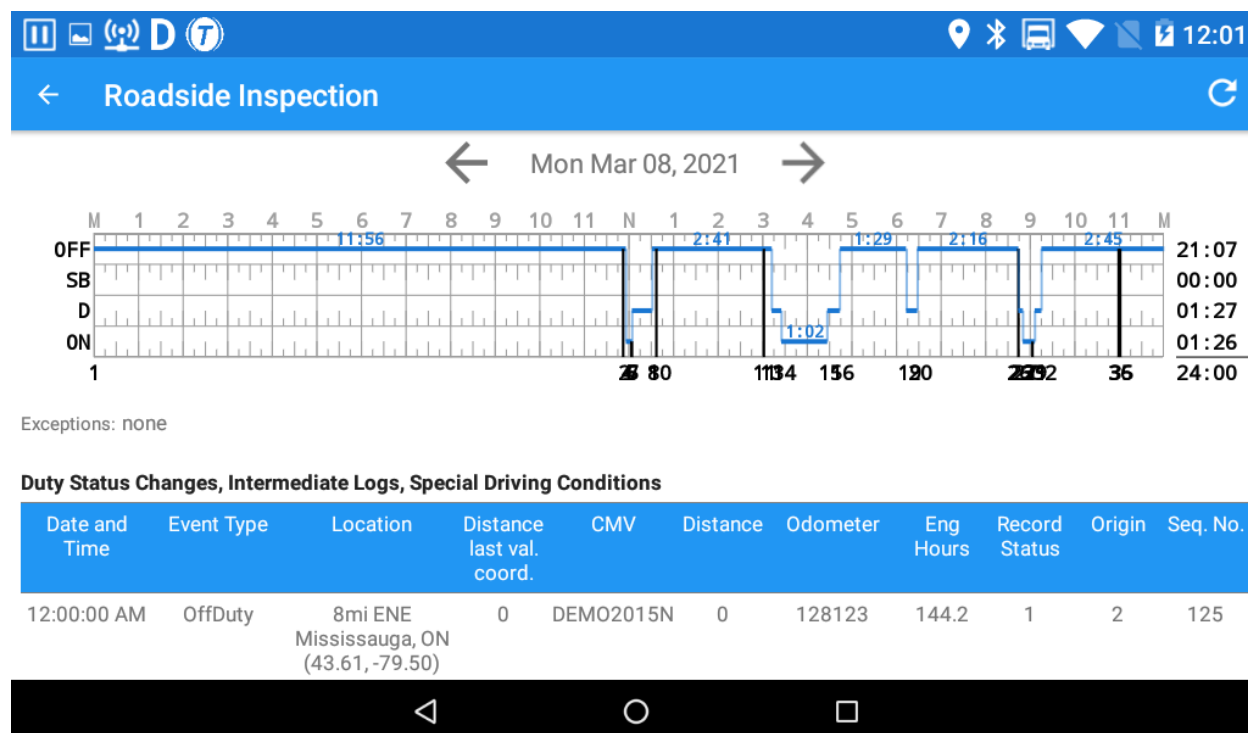 D T 12:01
Roadside Inspection
Mon Mar 08, 2021
M 1 2 3 4 5 6 7 8 9 10 11 N 1 2 3 4 5 6 7 8 9 10 11 M
OFF 11:56 2:41 1:29 2:16 2:45 21:07
SB 00:00
D 01:27
ON 1:02 01:26
1 24:00
Exceptions: none
Duty Status Changes, Intermediate Logs, Special Driving Conditions
Date and Event Type Location Distance CMV Distance Odometer Eng Record Origin Seq. No.
Time last val. Hours Status
coord.
12:00:00 AM OffDuty 8mi ENE 0 DEMO2015N 0 128123 144.2 1 2 125
Mississauga, ON
(43.61, -79.50)